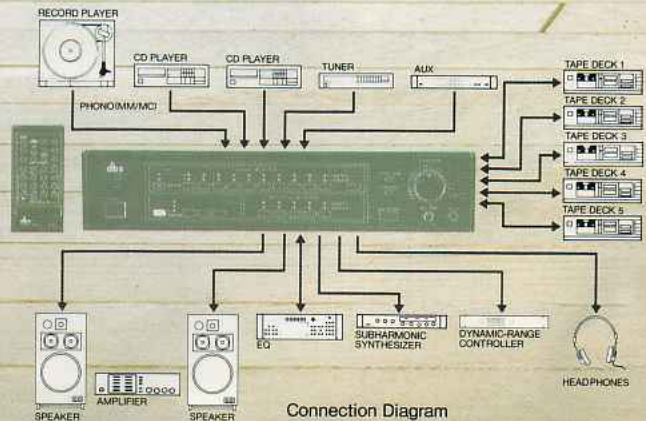 RECORD PLAYER
CD PLAYER
CD PLAYER
TUNER
AUX
PHONO(MM/MC)
TAPE DECK 1
TAPE DECK 2
TAPE DECK 3
TAPE DECK 4
TAPE DECK 5
dbx
EQ
SUBHARMONIC
SYNTHESIZER
DYNAMIC-RANGE
CONTROLLER
HEADPHONES
AMPLIFIER
SPEAKER
SPEAKER
Connection Diagram